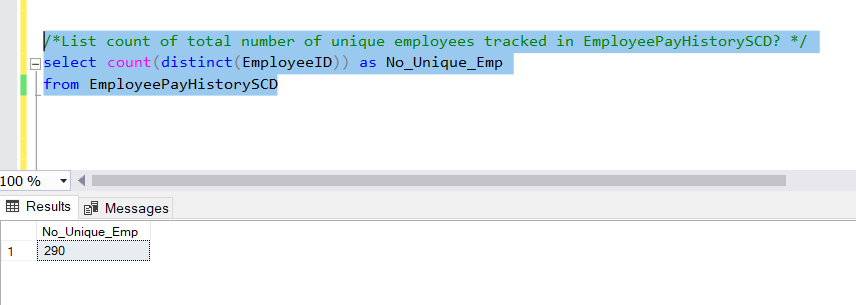 /*List count of total number of unique employees tracked in EmployeePayHistorySCD? */
select count(distinct(EmployeeID)) as No_Unique_Emp
from EmployeePayHistorySCD
100 %
Results Messages
No_Unique_Emp
1 290